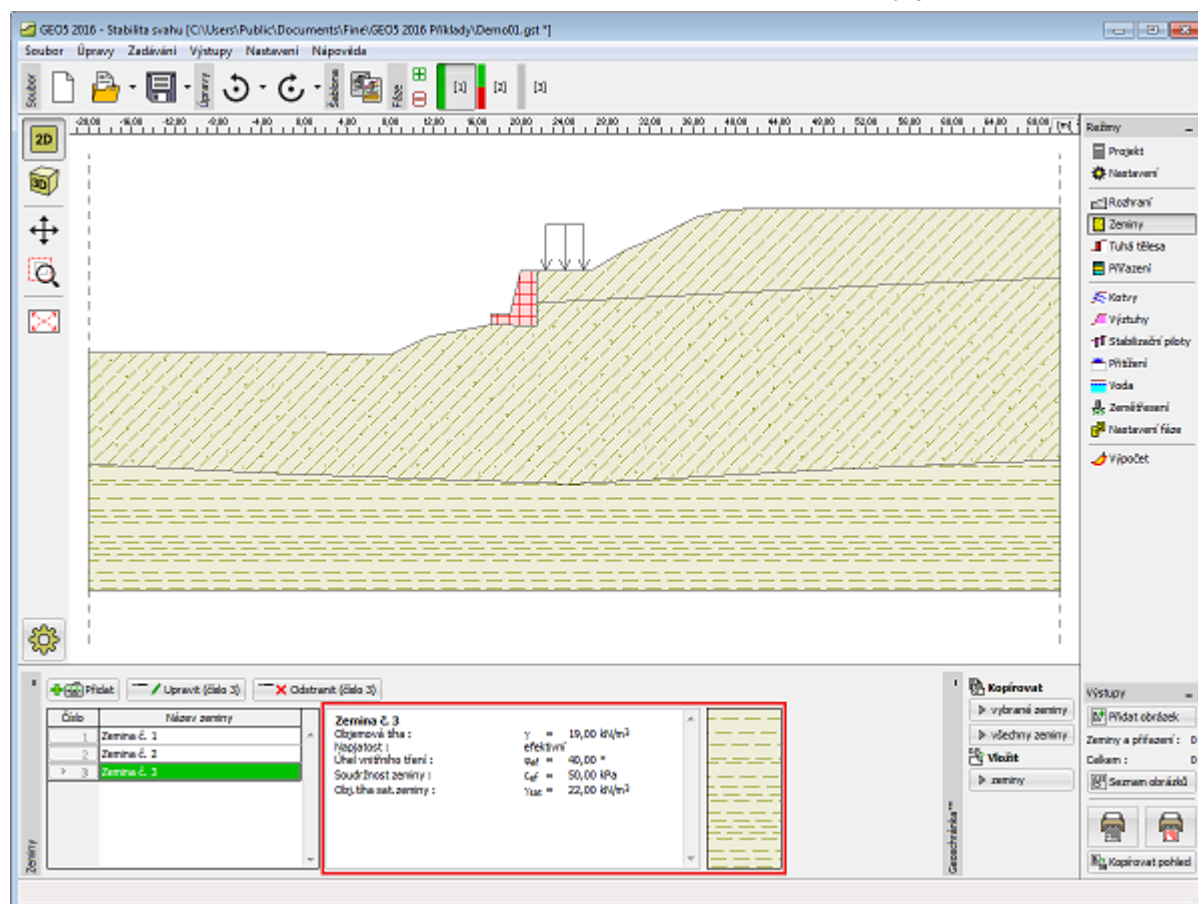 GEO5 2016 - Stabilita svahu [C:\Users\Public\Documents\Fine\GEO5 2016 Příklady\Demo01.gst *]
Soubor Úpravy Zadávání Výstupy Nastavení Nápověda
Soubor Úpravy Šablona Fáze [1] [2] [3]
2D
3D
[m]
Režimy
Projekt
Nastavení
Rozhraní
Zeminy
Tuhá tělesa
Přiřazení
Kotvy
Výztuhy
Stabilizační piloty
Přitížení
Voda
Zemětřesení
Nastavení fáze
Výpočet
Přidat Upravit (číslo 3) Odstranit (číslo 3)
Číslo Název zeminy
1 Zemina č. 1
2 Zemina č. 2
> 3 Zemina č. 3
Zeminy
Zemina č. 3
Objemová tíha : γ = 19,00 kN/m³
Napjatost : efektivní
Úhel vnitřního tření : φef = 40,00 °
Soudržnost zeminy : cef = 50,00 kPa
Obj.tíha sat.zeminy : γsat = 22,00 kN/m³
Geoschránka™
Kopírovat
vybrané zeminy
všechny zeminy
Vložit
zeminy
Výstupy
Přidat obrázek
Zeminy a přiřazení : 0
Celkem : 0
Seznam obrázků
Kopírovat pohled